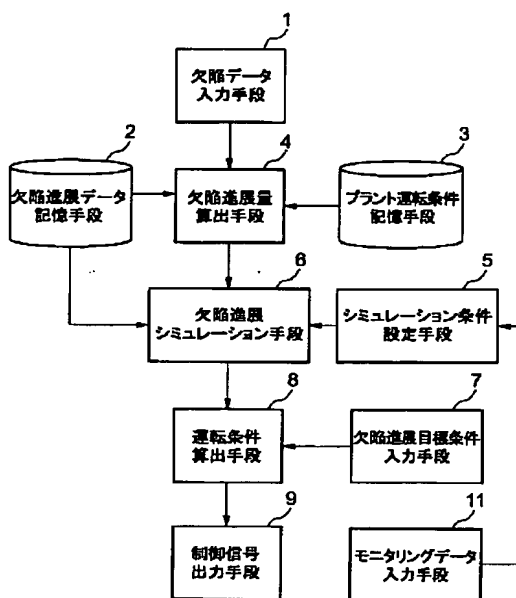 1
欠陥データ
入力手段
2
欠陥進展データ
記憶手段
4
欠陥進展量
算出手段
3
プラント運転条件
記憶手段
6
欠陥進展
シミュレーション手段
5
シミュレーション条件
設定手段
8
運転条件
算出手段
7
欠陥進展目標条件
入力手段
9
制御信号
出力手段
11
モニタリングデータ
入力手段